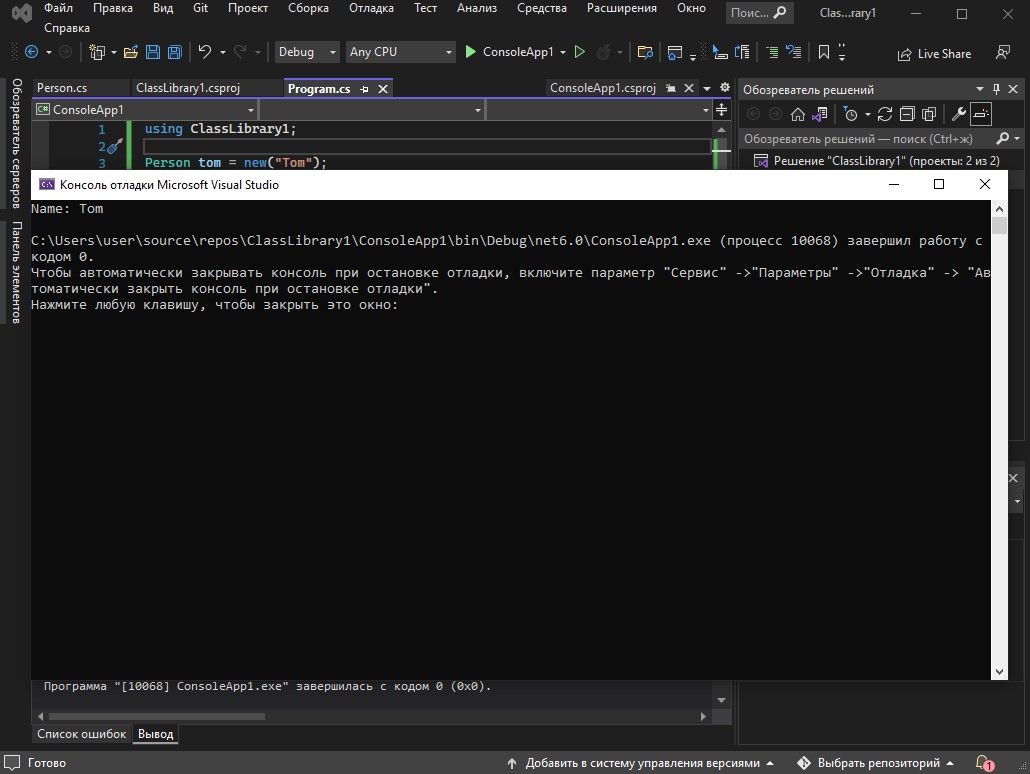 Файл Правка Вид Git Проект Сборка Отладка Тест Анализ Средства Расширения Окно Поис... Clas...rary1
Справка
Debug Any CPU ConsoleApp1 Live Share
Person.cs ClassLibrary1.csproj Program.cs ConsoleApp1.csproj Обозреватель решений
C# ConsoleApp1
Обозреватель решений — поиск (Ctrl+ж)
Решение "ClassLibrary1" (проекты: 2 из 2)
Обозреватель серверов
Панель элементов
1 using ClassLibrary1;
2
3 Person tom = new("Tom");
C:\ Консоль отладки Microsoft Visual Studio
Name: Tom
C:\Users\user\source\repos\ClassLibrary1\ConsoleApp1\bin\Debug\net6.0\ConsoleApp1.exe (процесс 10068) завершил работу с
кодом 0.
Чтобы автоматически закрывать консоль при остановке отладки, включите параметр "Сервис" ->"Параметры" ->"Отладка" -> "Ав
томатически закрыть консоль при остановке отладки".
Нажмите любую клавишу, чтобы закрыть это окно:
Программа "[10068] ConsoleApp1.exe" завершилась с кодом 0 (0x0).
Список ошибок Вывод
Готово Добавить в систему управления версиями Выбрать репозиторий 1